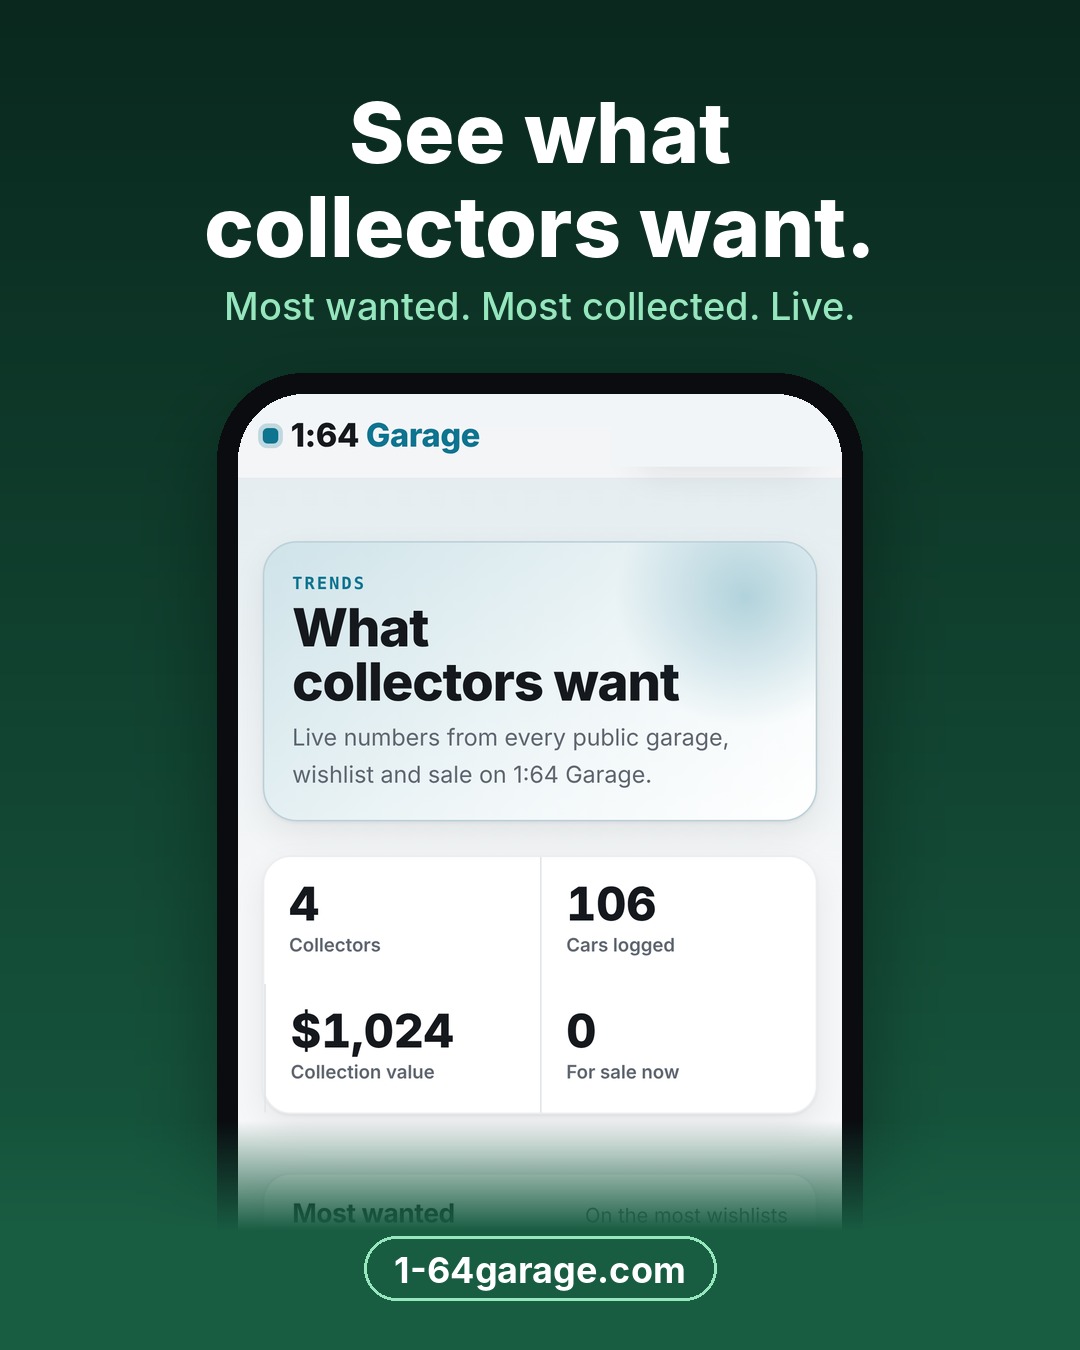 See what
collectors want.
Most wanted. Most collected. Live.
1:64 Garage
TRENDS
What
collectors want
Live numbers from every public garage,
wishlist and sale on 1:64 Garage.
4
Collectors
106
Cars logged
$1,024
Collection value
0
For sale now
Most wanted
On the most wishlists
1-64garage.com